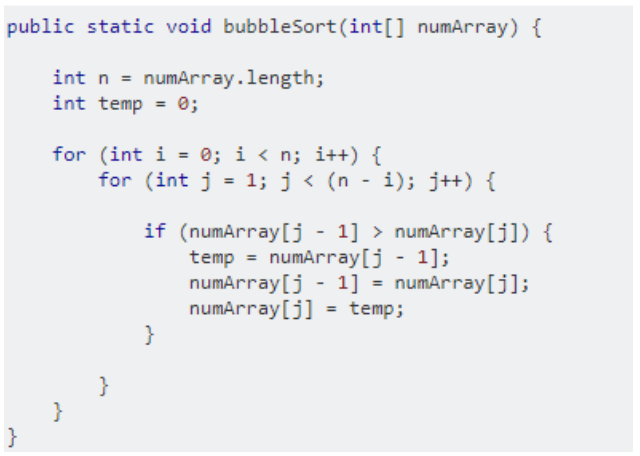 public static void bubbleSort(int[] numArray) {
int n = numArray.length;
int temp = 0;
for (int i = 0; i < n; i++) {
for (int j = 1; j < (n - i); j++) {
if (numArray[j - 1] > numArray[j]) {
temp = numArray[j - 1];
numArray[j - 1] = numArray[j];
numArray[j] = temp;
}
}
}
}